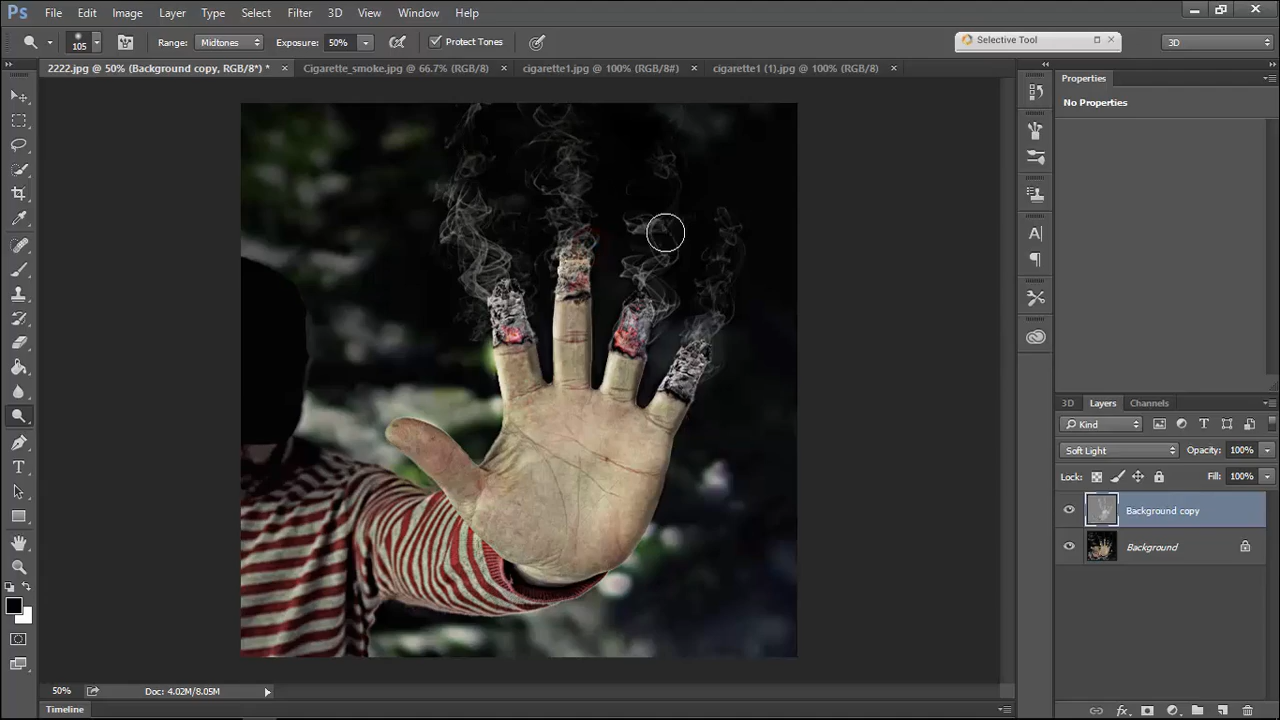 Ps File Edit Image Layer Type Select Filter 3D View Window Help
105 Range: Midtones Exposure: 50% Protect Tones Selective Tool 3D
2222.jpg @ 50% (Background copy, RGB/8*) * Cigarette_smoke.jpg @ 66.7% (RGB/8) cigarette1.jpg @ 100% (RGB/8#) cigarette1 (1).jpg @ 100% (RGB/8)
Properties
No Properties
3D Layers Channels
Kind
Soft Light Opacity: 100%
Lock: Fill: 100%
Background copy
Background
50% Doc: 4.02M/8.05M
Timeline